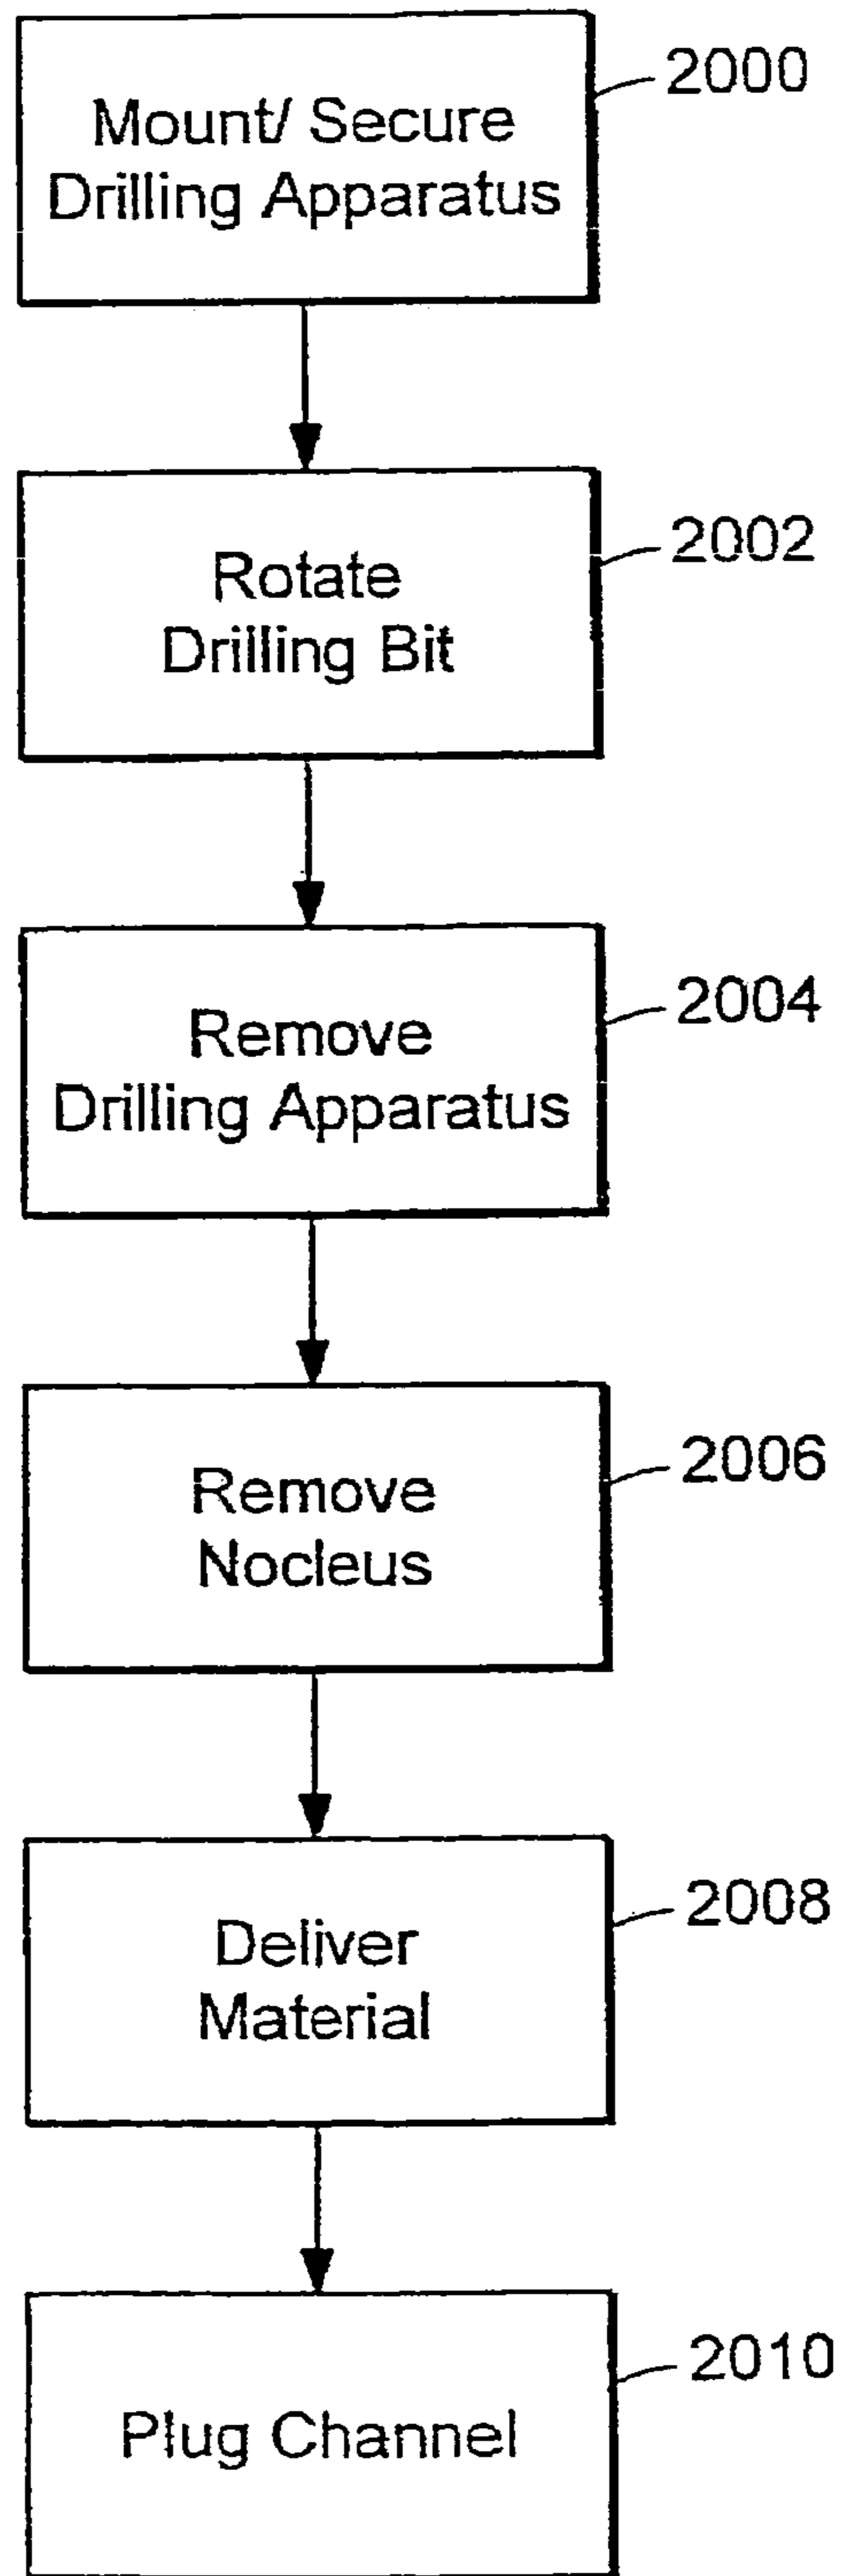 Mount/ Secure
Drilling Apparatus
2000
Rotate
Drilling Bit
2002
Remove
Drilling Apparatus
2004
Remove
Nocleus
2006
Deliver
Material
2008
Plug Channel
2010